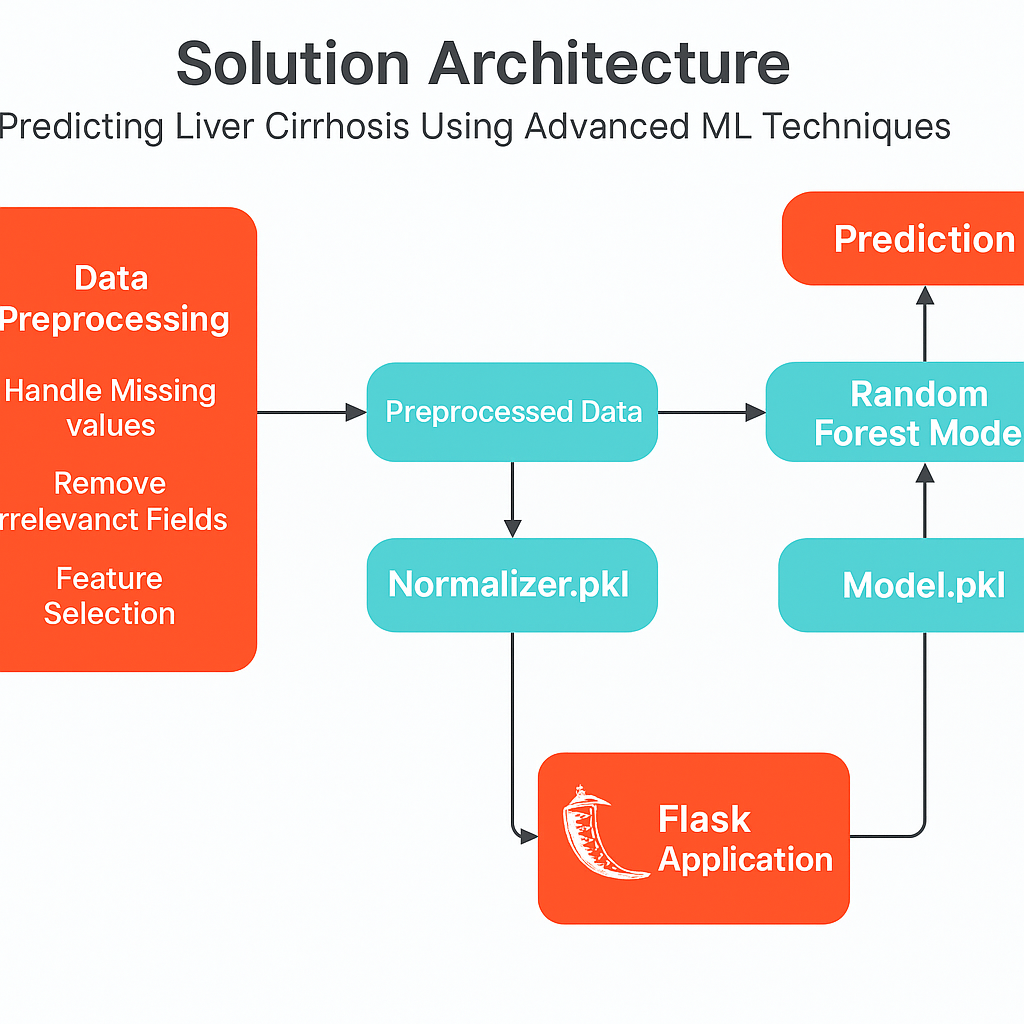 Solution Architecture
Predicting Liver Cirrhosis Using Advanced ML Techniques
Data
Preprocessing
Handle Missing
values
Remove
rrelevanct Fields
Feature
Selection
Preprocessed Data
Normalizer.pkl
Prediction
Random
Forest Mode
Model.pkl
Flask
Application